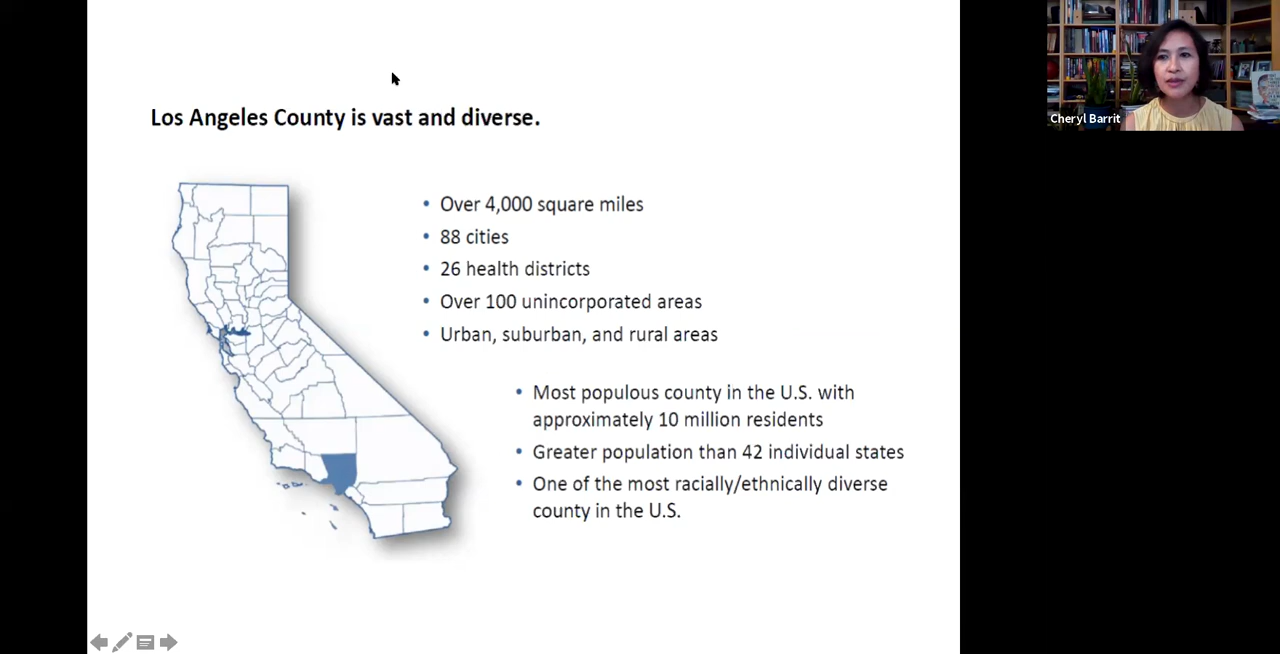 Los Angeles County is vast and diverse.
• Over 4,000 square miles
• 88 cities
• 26 health districts
• Over 100 unincorporated areas
• Urban, suburban, and rural areas
• Most populous county in the U.S. with
approximately 10 million residents
• Greater population than 42 individual states
• One of the most racially/ethnically diverse
county in the U.S.
Cheryl Barrit